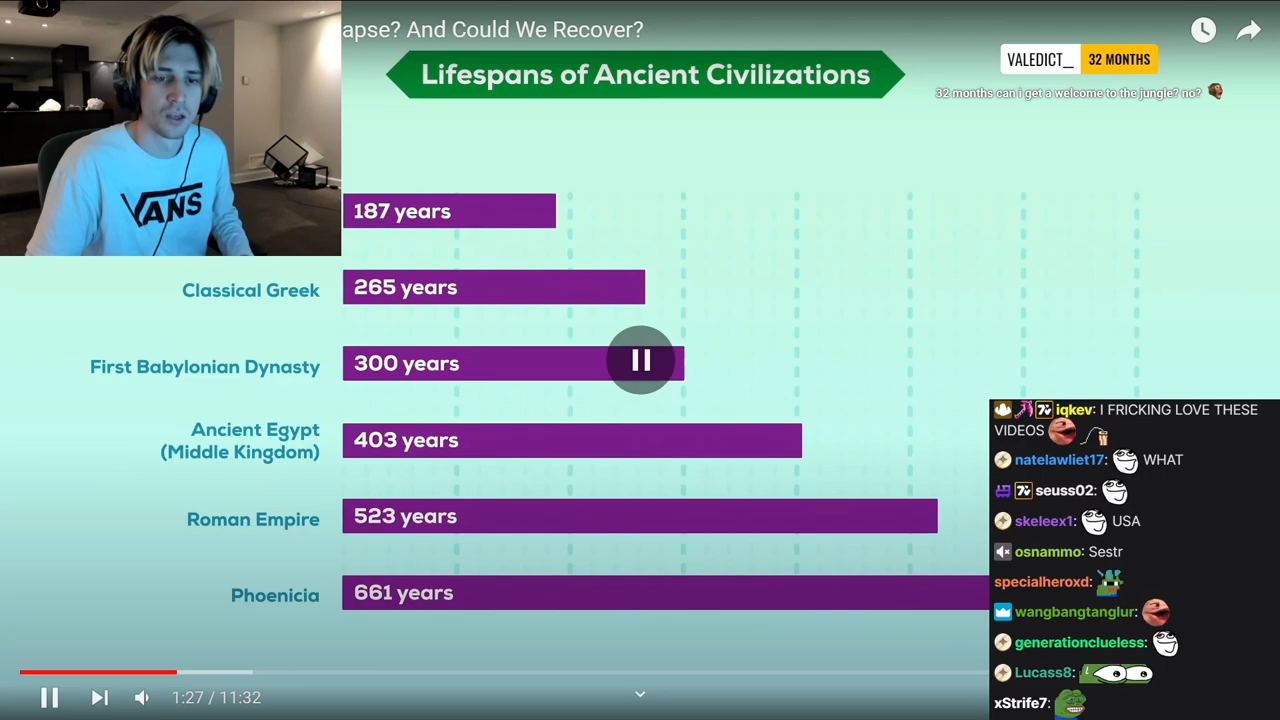 apse? And Could We Recover?
Lifespans of Ancient Civilizations
VALEDICT__ 32 MONTHS
32 months can i get a welcome to the jungle? no?
VANS
187 years
Classical Greek 265 years
First Babylonian Dynasty 300 years
Ancient Egypt
(Middle Kingdom) 403 years
Roman Empire 523 years
Phoenicia 661 years
iqkev: I FRICKING LOVE THESE
VIDEOS
natelawliet17: WHAT
seuss02:
skeleex1: USA
osnammo: Sestr
specialheroxd:
wangbangtanglur:
generationclueless:
Lucass8:
xStrife7:
1:27 / 11:32